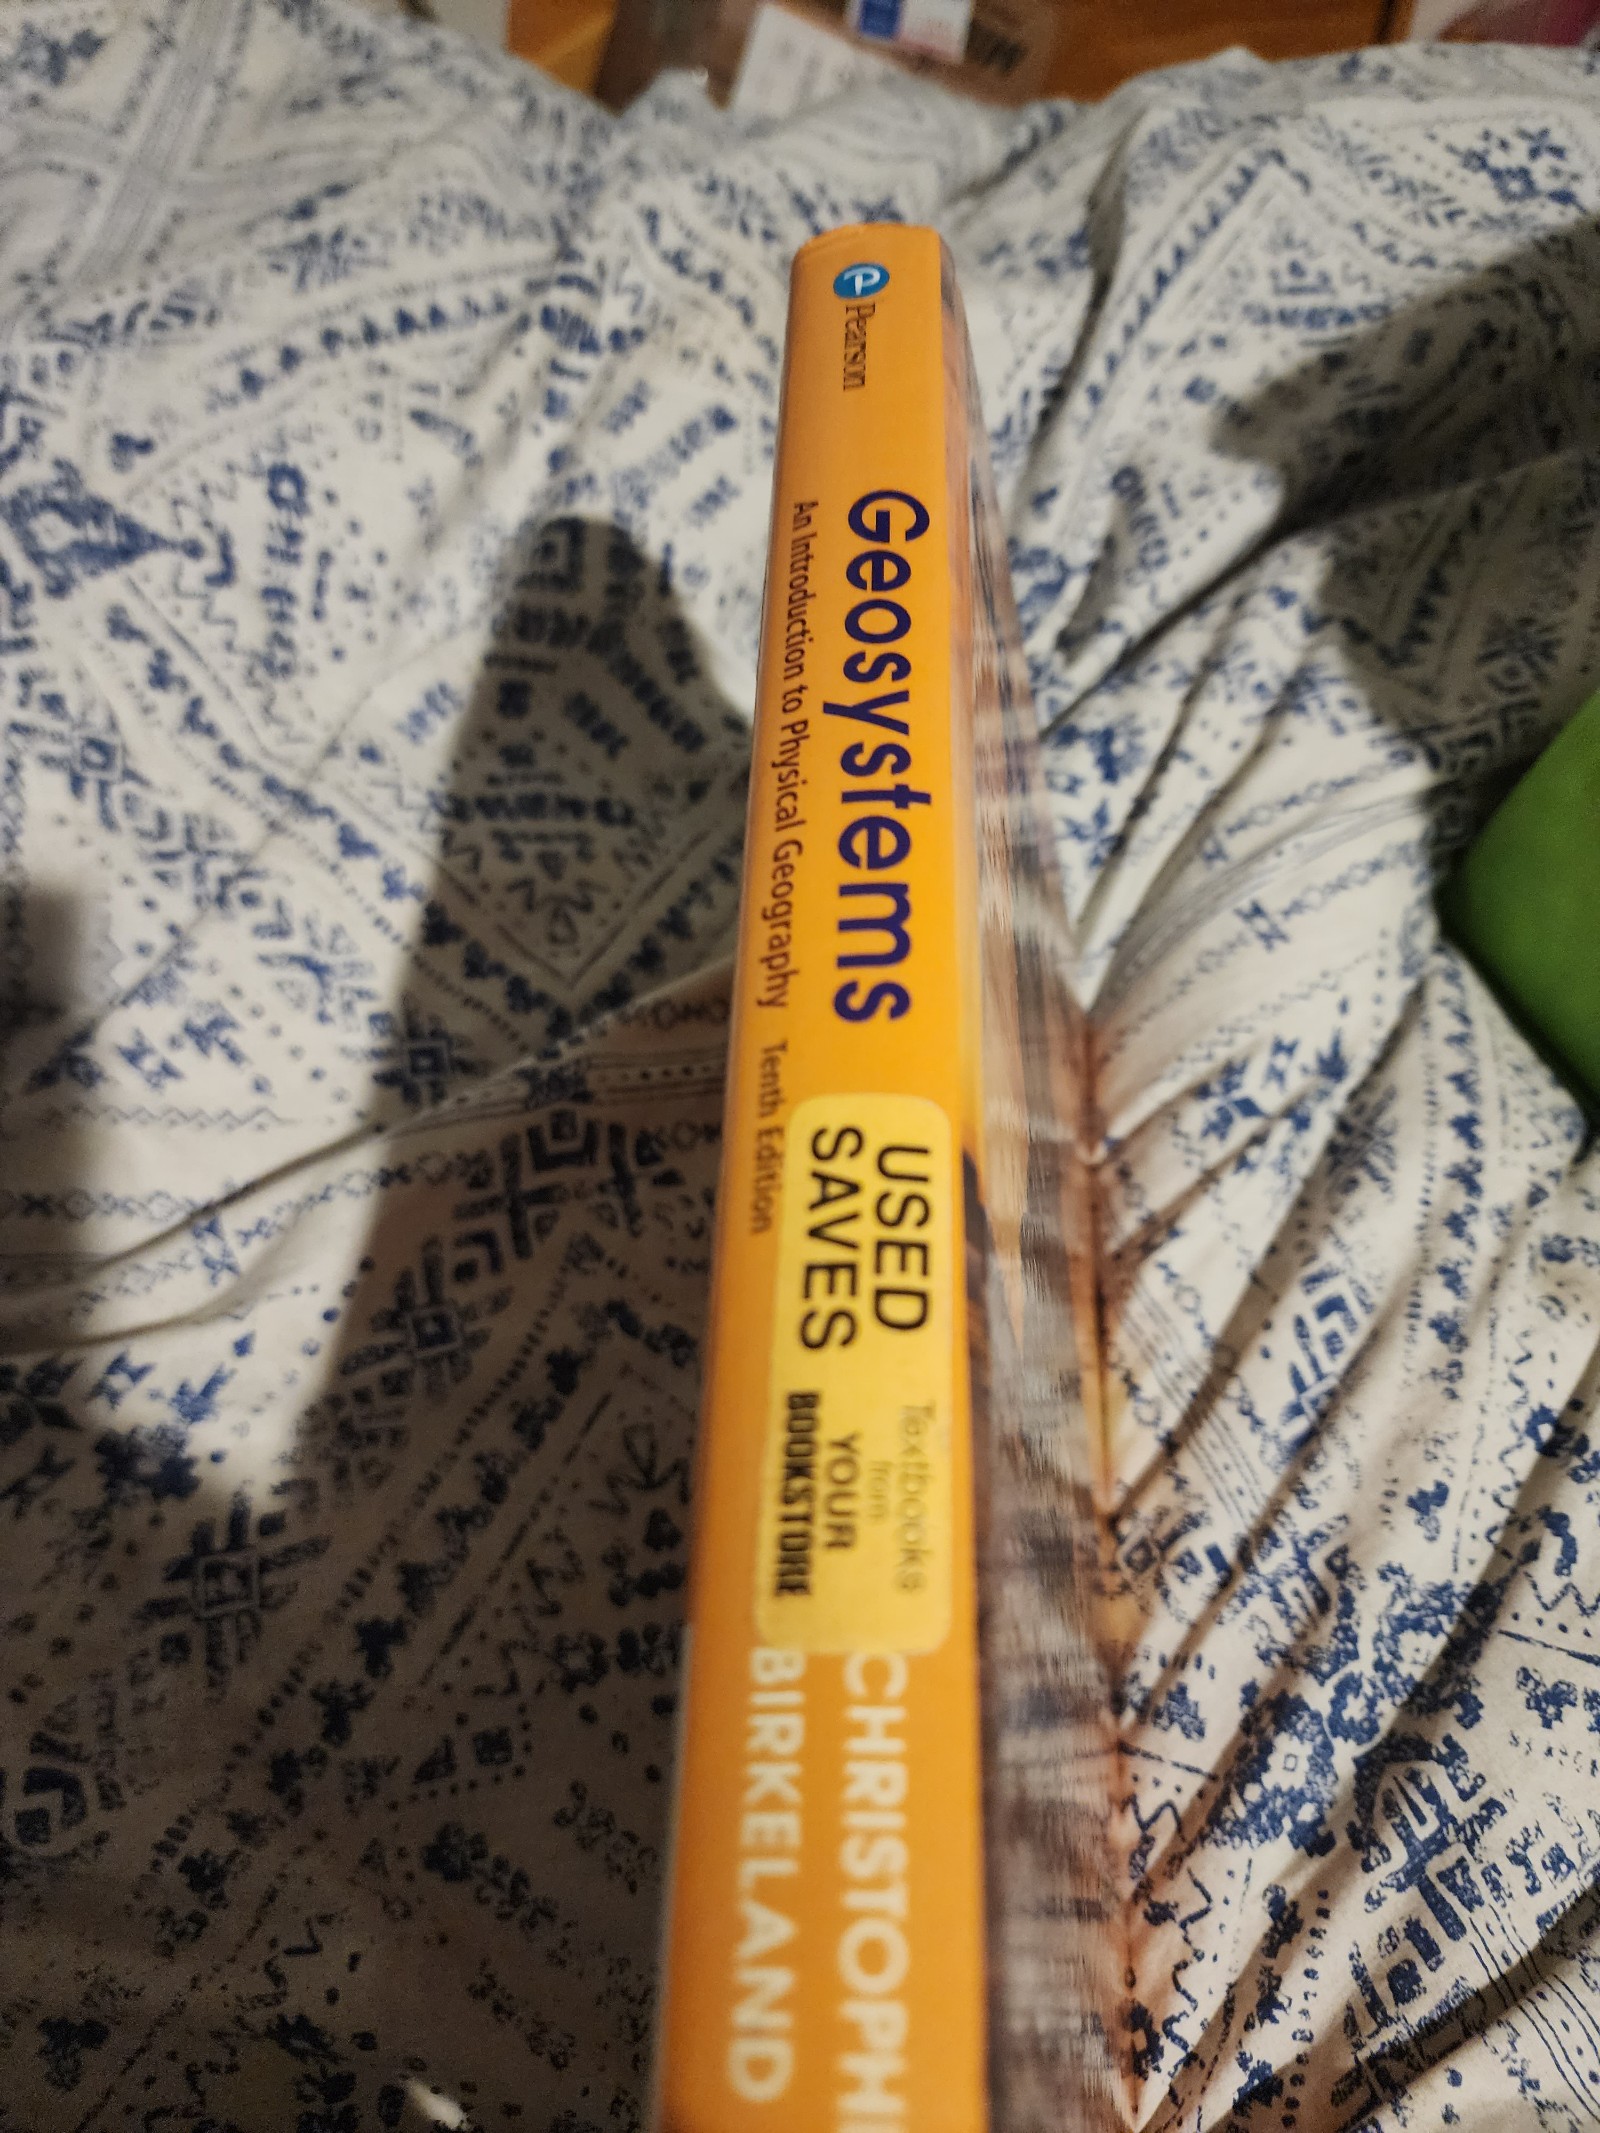 Pearson
Geosystems
An Introduction to Physical Geography Tenth Edition
USED
SAVES
Textbooks
from
YOUR
BOOKSTORE
CHRISTOPH
BIRKELAND